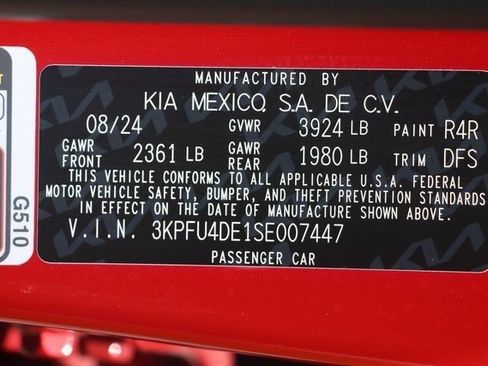 MANUFACTURED BY
KIA MEXICO, S.A. DE C.V.
08/24 GVWR 3924 LB PAINT R4R
GAWR FRONT 2361 LB GAWR REAR 1980 LB TRIM DFS
THIS VEHICLE CONFORMS TO ALL APPLICABLE U.S.A. FEDERAL
MOTOR VEHICLE SAFETY, BUMPER, AND THEFT PREVENTION STANDARDS
IN EFFECT ON THE DATE OF MANUFACTURE SHOWN ABOVE.
V.I.N. 3KPFU4DE1SE007447
PASSENGER CAR
G510